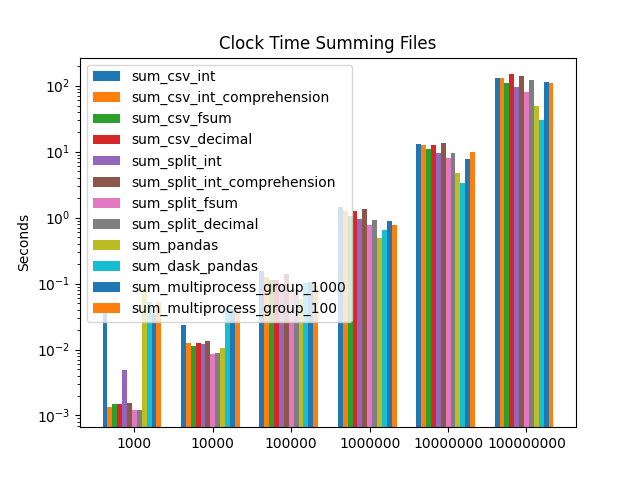 Clock Time Summing Files
sum_csv_int
sum_csv_int_comprehension
sum_csv_fsum
sum_csv_decimal
sum_split_int
sum_split_int_comprehension
sum_split_fsum
sum_split_decimal
sum_pandas
sum_dask_pandas
sum_multiprocess_group_1000
sum_multiprocess_group_100
Seconds
10²
10¹
10⁰
10⁻¹
10⁻²
10⁻³
1000 10000 100000 1000000 10000000 100000000